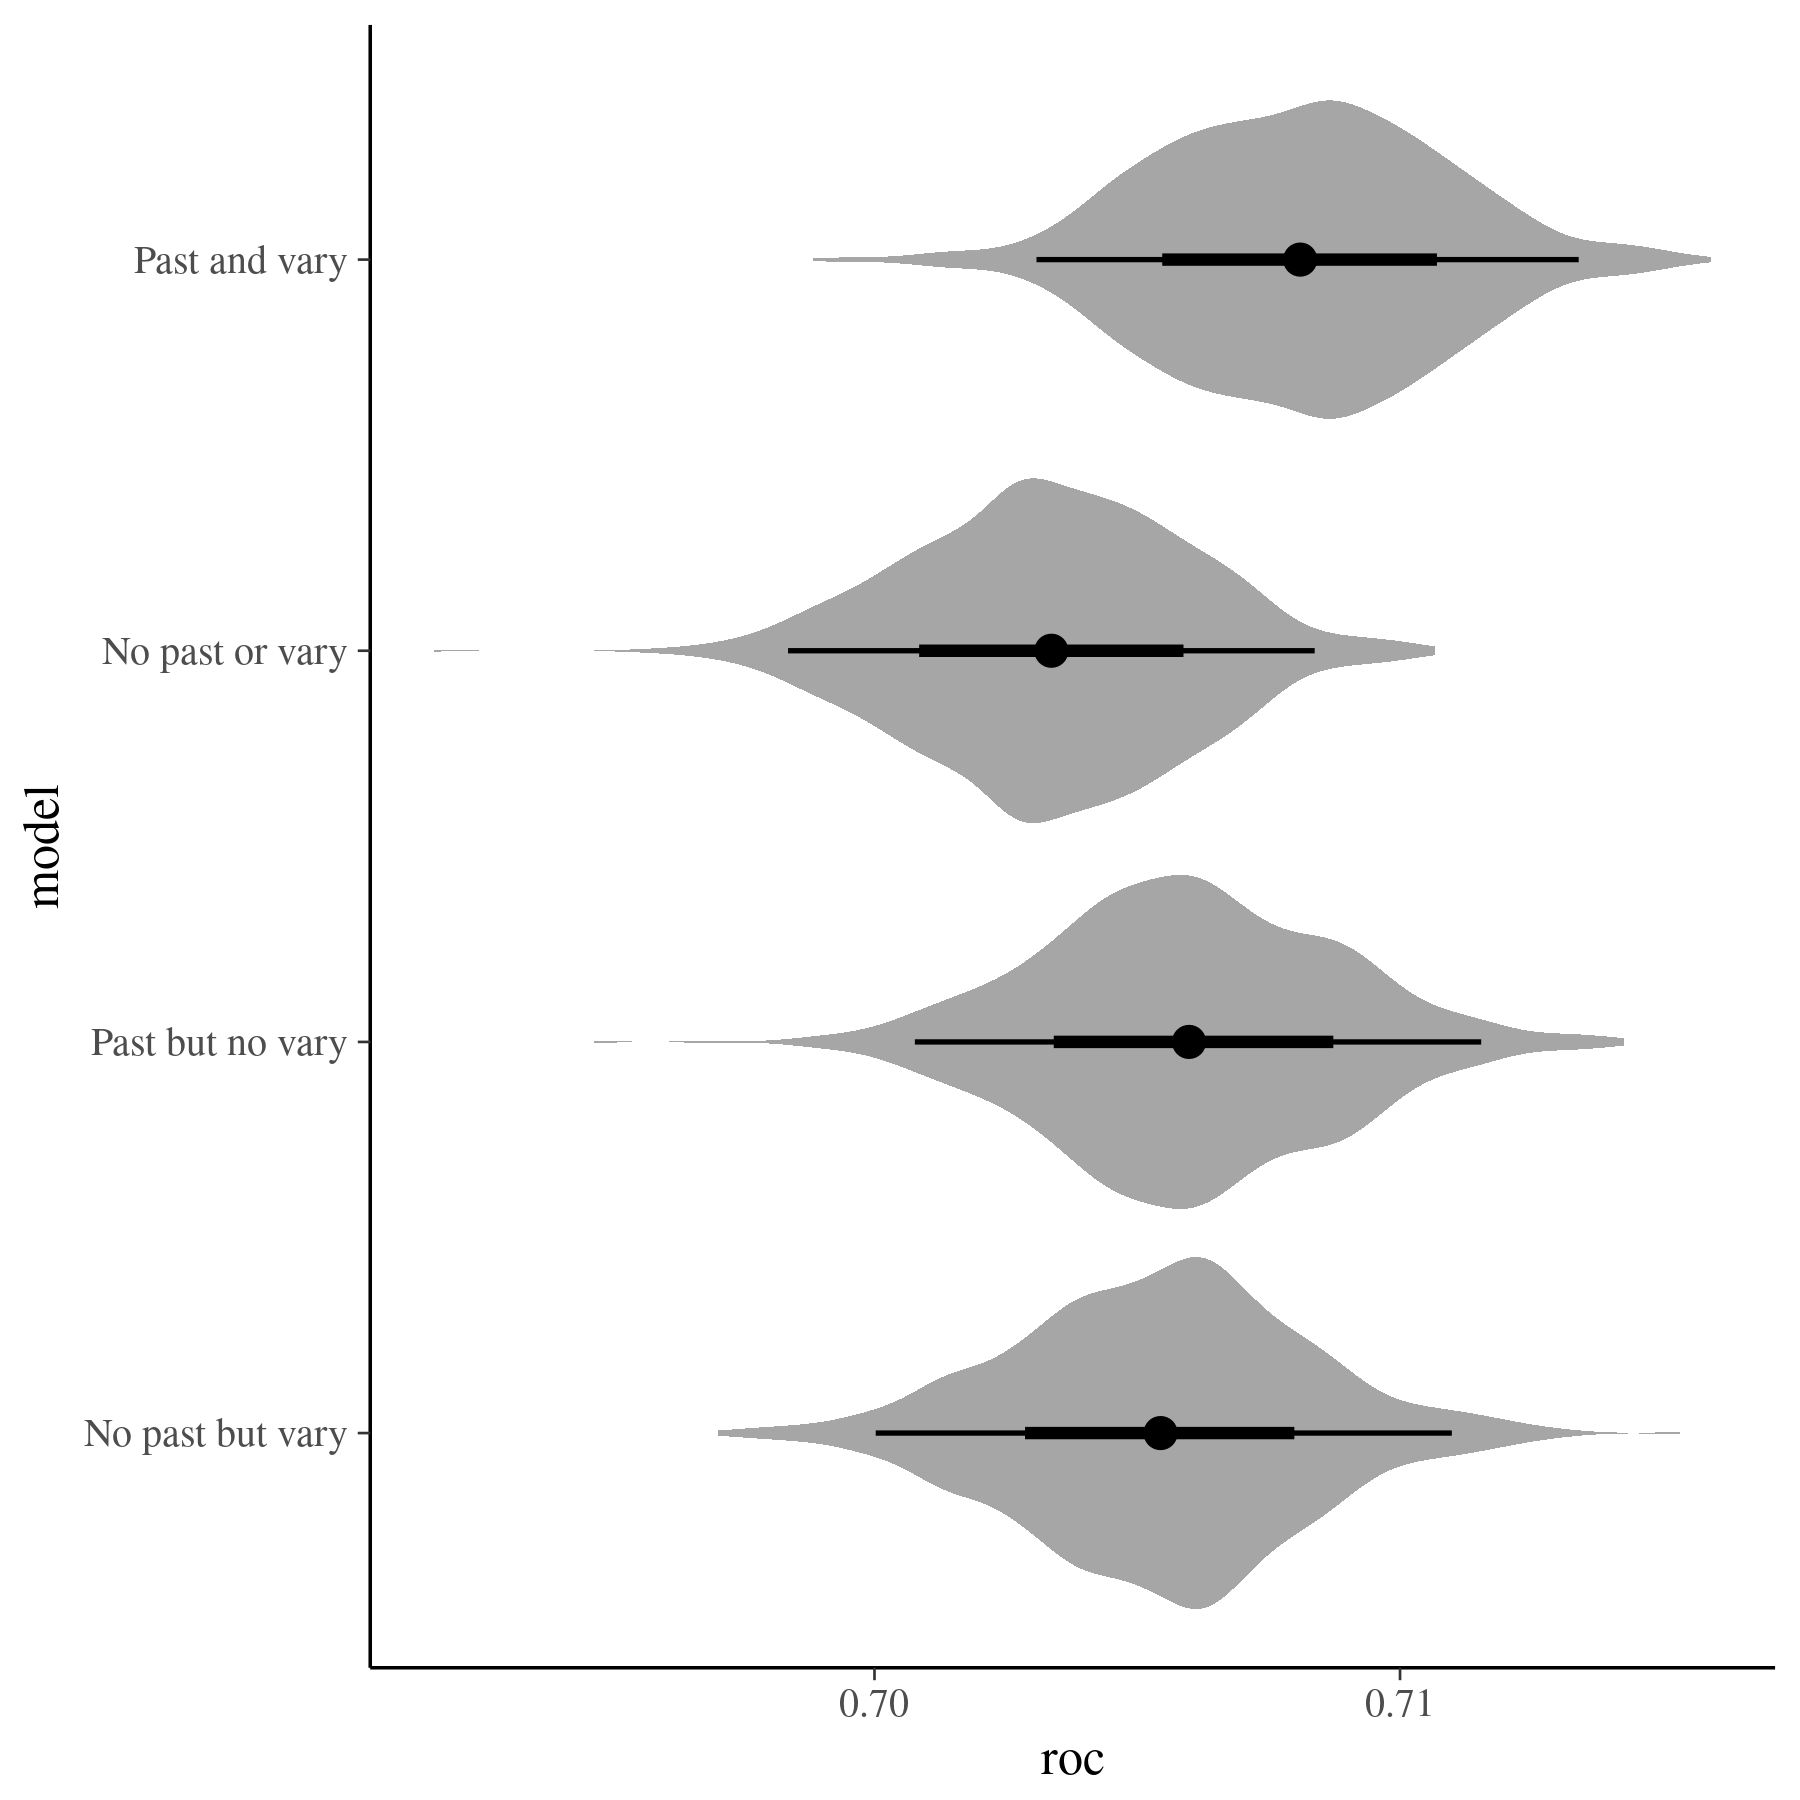 Past and vary
No past or vary
Past but no vary
No past but vary
model
0.70
0.71
roc